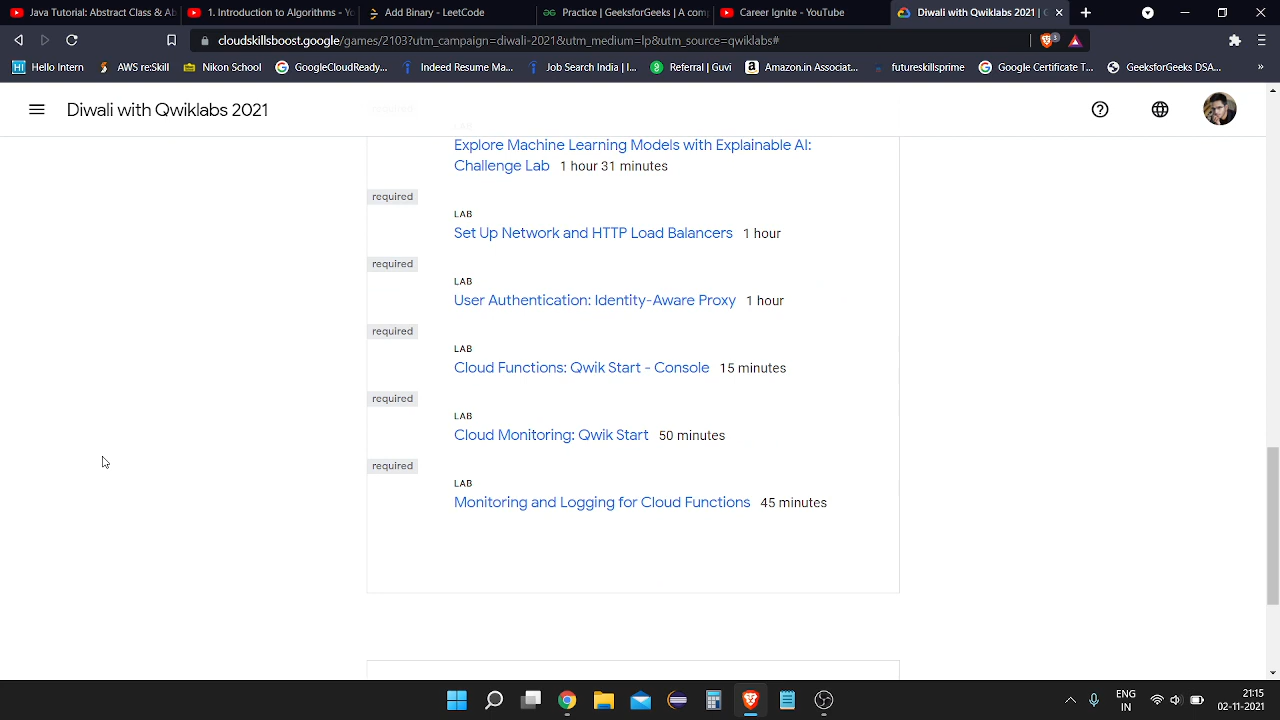 Java Tutorial: Abstract Class & Ab
1. Introduction to Algorithms - Yo
Add Binary - LeetCode
Practice | GeeksforGeeks | A comp
Career Ignite - YouTube
Diwali with Qwiklabs 2021 | G
cloudskillsboost.google/games/2103?utm_campaign=diwali-2021&utm_medium=lp&utm_source=qwiklabs#
Hello Intern
AWS re:Skill
Nikon School
GoogleCloudReady...
Indeed Resume Ma...
Job Search India | I...
Referral | Guvi
Amazon.in Associat...
futureskillsprime
Google Certificate T...
GeeksforGeeks DSA...
»
Diwali with Qwiklabs 2021
required
LAB
Explore Machine Learning Models with Explainable AI:
Challenge Lab 1 hour 31 minutes
required
LAB
Set Up Network and HTTP Load Balancers 1 hour
required
LAB
User Authentication: Identity-Aware Proxy 1 hour
required
LAB
Cloud Functions: Qwik Start - Console 15 minutes
required
LAB
Cloud Monitoring: Qwik Start 50 minutes
required
LAB
Monitoring and Logging for Cloud Functions 45 minutes
ENG
IN
21:15
02-11-2021